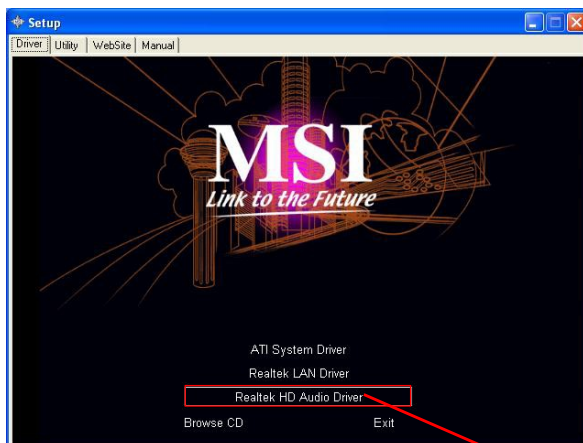 Setup
Driver Utility WebSite Manual
MSI
Link to the Future
ATI System Driver
Realtek LAN Driver
Realtek HD Audio Driver
Browse CD Exit